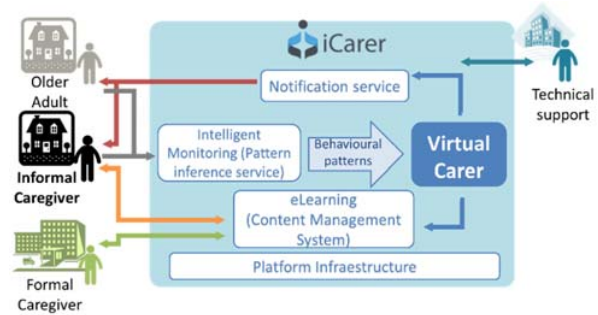 iCarer
Older
Adult
Notification service
Technical
support
Intelligent
Monitoring (Pattern
inference service)
Behavioural
patterns
Virtual
Carer
Informal
Caregiver
eLearning
(Content Management
System)
Platform Infraestructure
Formal
Caregiver